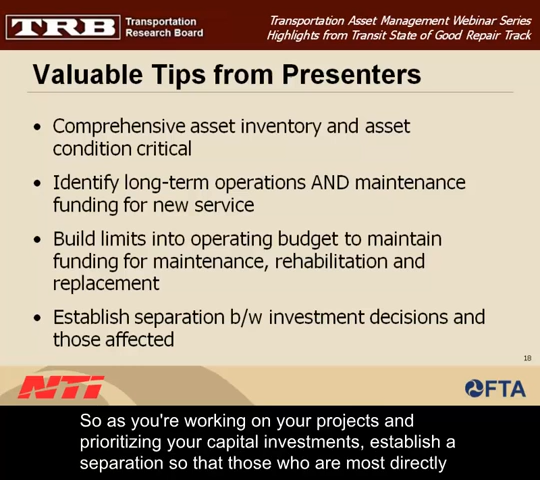 TRB
Transportation
Research Board
Transportation Asset Management Webinar Series
Highlights from Transit State of Good Repair Track
Valuable Tips from Presenters
• Comprehensive asset inventory and asset
condition critical
• Identify long-term operations AND maintenance
funding for new service
• Build limits into operating budget to maintain
funding for maintenance, rehabilitation and
replacement
• Establish separation b/w investment decisions and
those affected
18
NTI
FTA
So as you're working on your projects and
prioritizing your capital investments, establish a
separation so that those who are most directly